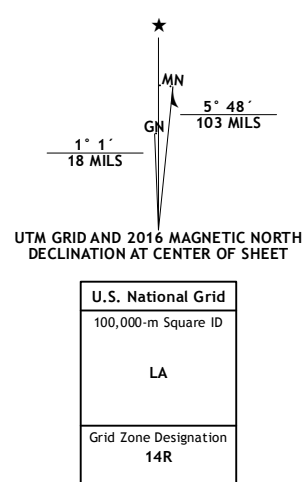 MN
5° 48´
103 MILS
GN
1° 1´
18 MILS
UTM GRID AND 2016 MAGNETIC NORTH
DECLINATION AT CENTER OF SHEET
U.S. National Grid
100,000-m Square ID
LA
Grid Zone Designation
14R